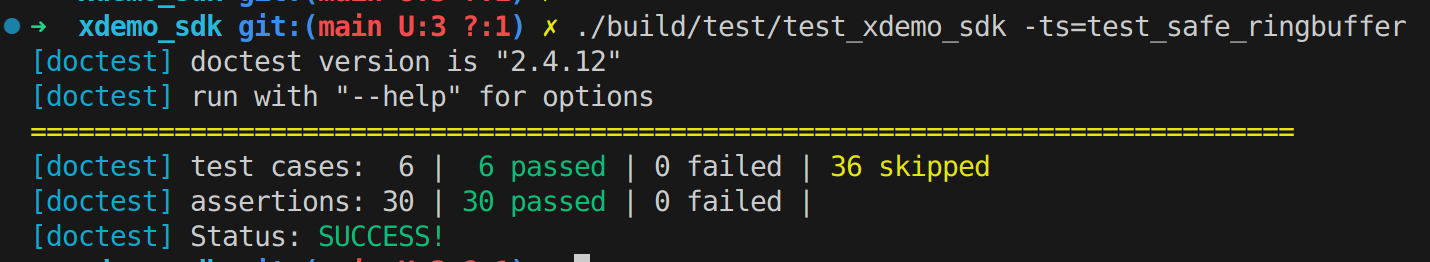 ➜  xdemo_sdk git:(main U:3 ?:1) ✗ ./build/test/test_xdemo_sdk -ts=test_safe_ringbuffer
[doctest] doctest version is "2.4.12"
[doctest] run with "--help" for options
===============================================================================
[doctest] test cases:  6 |  6 passed | 0 failed | 36 skipped
[doctest] assertions: 30 | 30 passed | 0 failed |
[doctest] Status: SUCCESS!